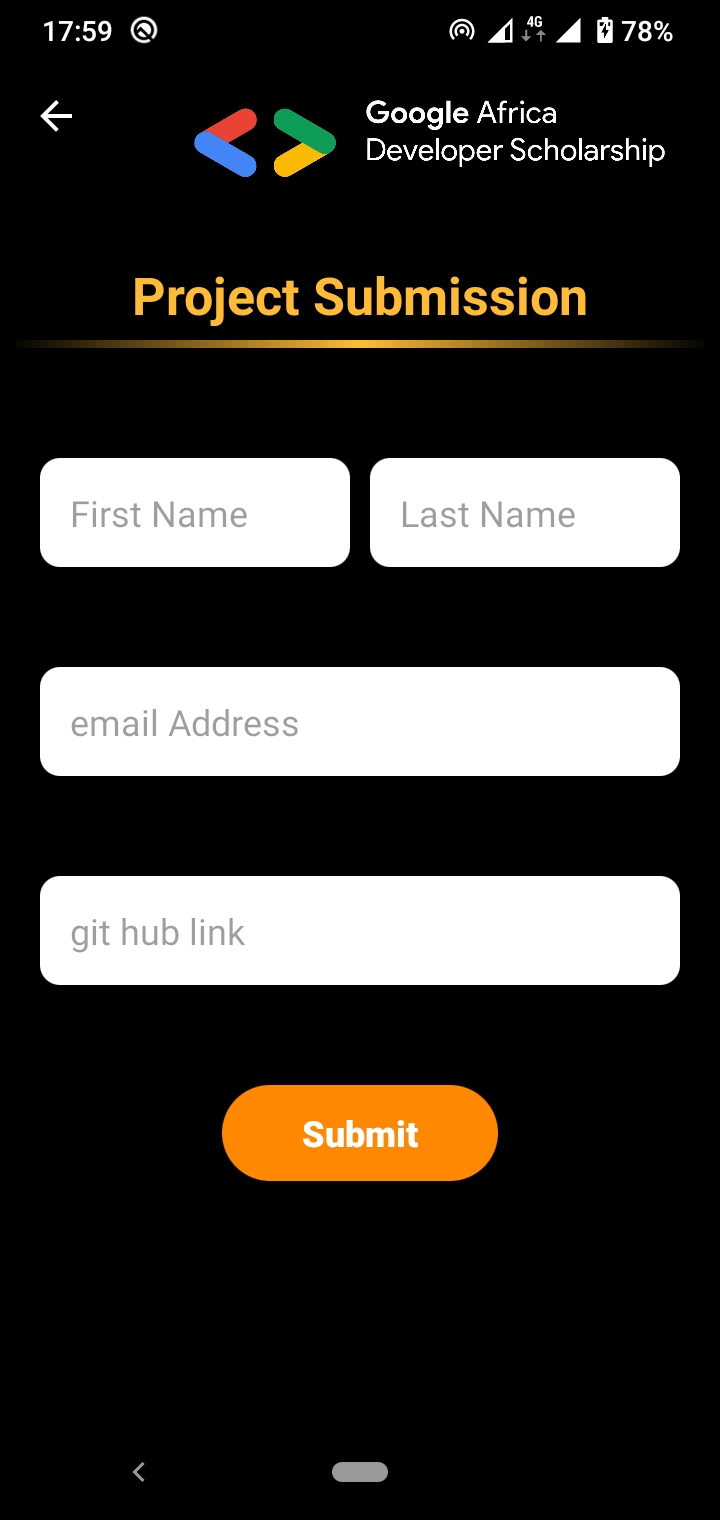 17:59
4G
78%
Google Africa
Developer Scholarship
Project Submission
First Name
Last Name
email Address
git hub link
Submit